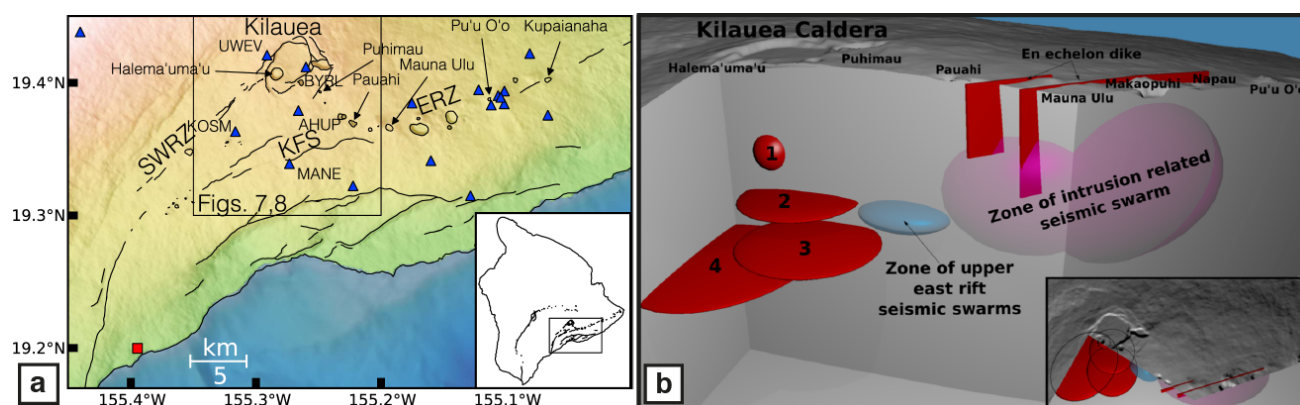 Kilauea
Pu'u O'o
Kupaianaha
UWEV
Puhimau
19.4°N
Halema'uma'u
BYRL
Pauahi
Mauna Ulu
ERZ
KOSM
AHUP
SWRZ
KFS
MANE
19.3°N
Figs. 7,8
19.2°N
km
5
a
155.4°W
155.3°W
155.2°W
155.1°W
Kilauea Caldera
En echelon dike
Halema'uma'u
Puhimau
Pauahi
Makaopuhi
Napau
Mauna Ulu
Pu'u O'o
1
2
3
4
Zone of intrusion related
seismic swarm
Zone of upper
east rift
seismic swarms
b